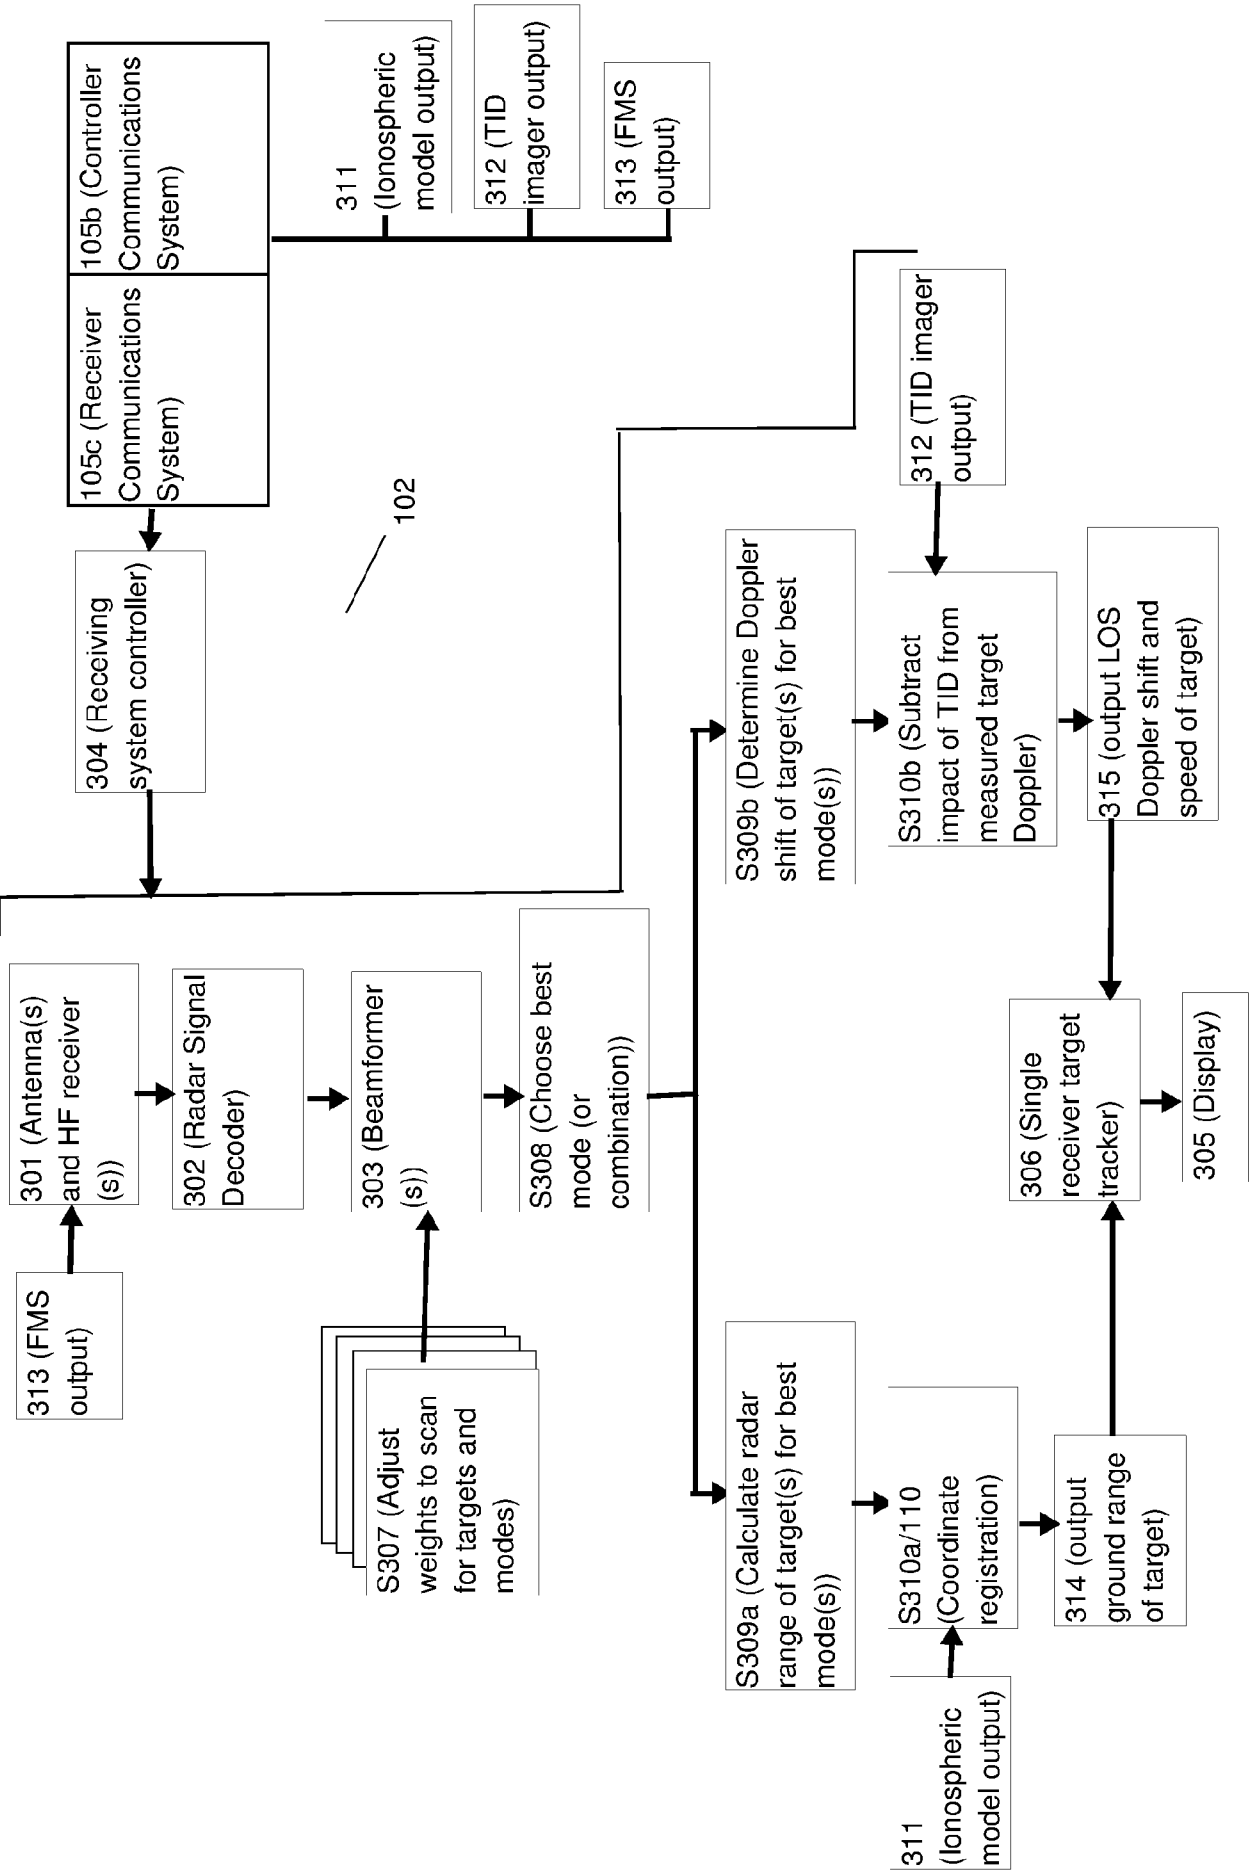 313 (FMS
output)
301 (Antenna(s)
and HF receiver
(s))
304 (Receiving
system controller)
105c (Receiver
Communications
System)
105b (Controller
Communications
System)
302 (Radar Signal
Decoder)
311
(Ionospheric
model output)
312 (TID
imager output)
313 (FMS
output)
102
S307 (Adjust
weights to scan
for targets and
modes)
303 (Beamformer
(s))
S308 (Choose best
mode (or
combination))
S309a (Calculate radar
range of target(s) for best
mode(s))
S309b (Determine Doppler
shift of target(s) for best
mode(s))
311
(Ionospheric
model output)
S310a/110
(Coordinate
registration)
S310b (Subtract
impact of TID from
measured target
Doppler)
312 (TID imager
output)
314 (output
ground range
of target)
306 (Single
receiver target
tracker)
315 (output LOS
Doppler shift and
speed of target)
305 (Display)